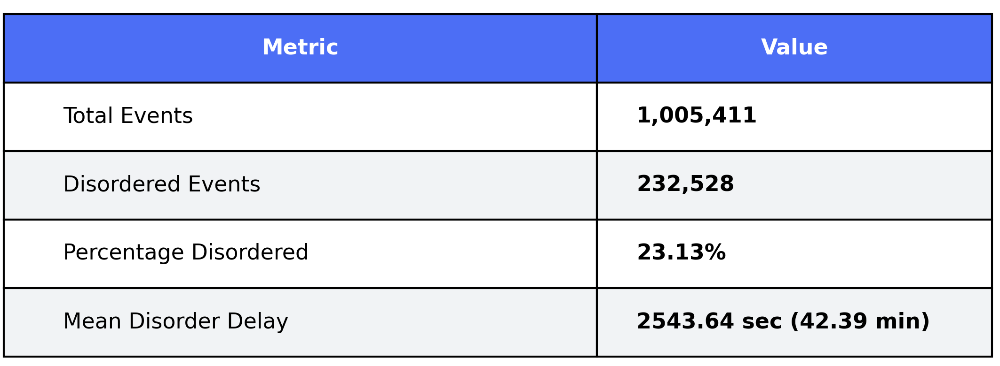 Metric Value
Total Events 1,005,411
Disordered Events 232,528
Percentage Disordered 23.13%
Mean Disorder Delay 2543.64 sec (42.39 min)